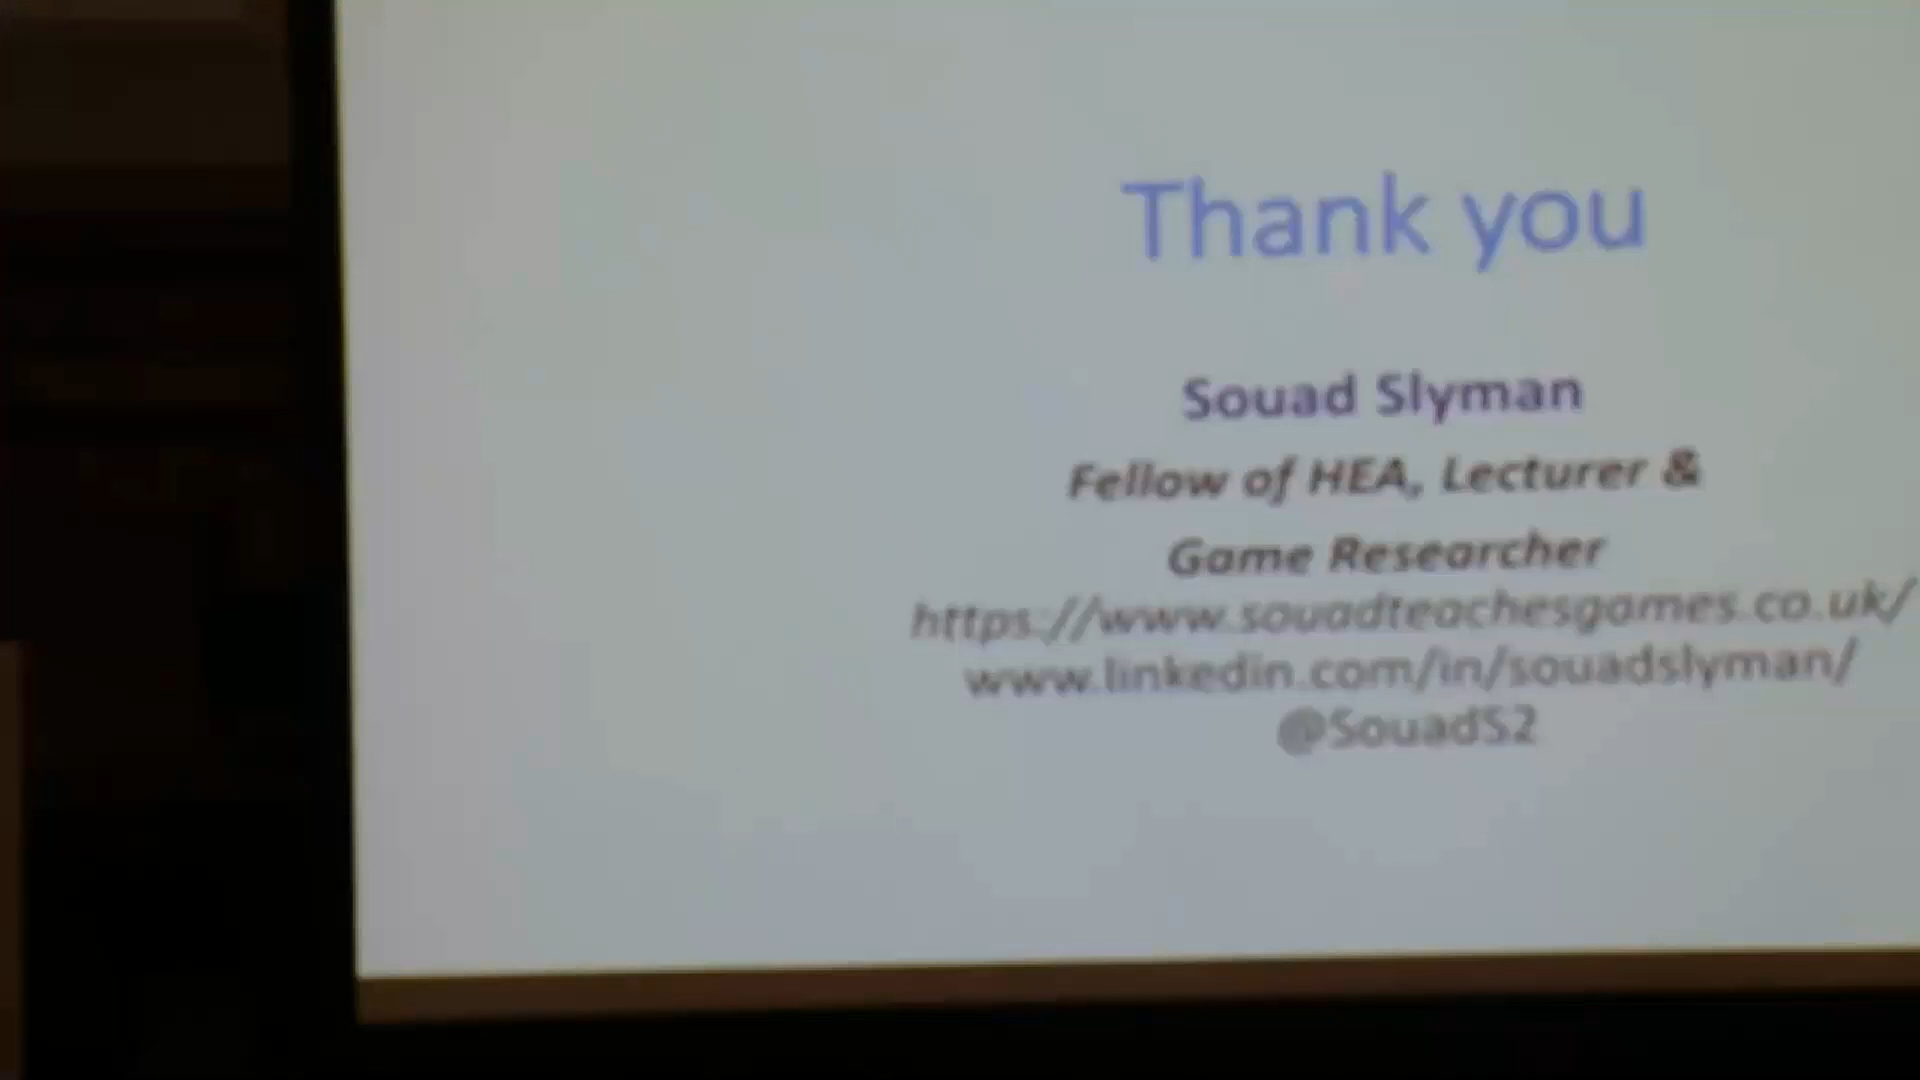 Thank you
Souad Slyman
Fellow of HEA, Lecturer &
Game Researcher
https://www.souadteachesgames.co.uk/
www.linkedin.com/in/souadslyman/
@SouadS2